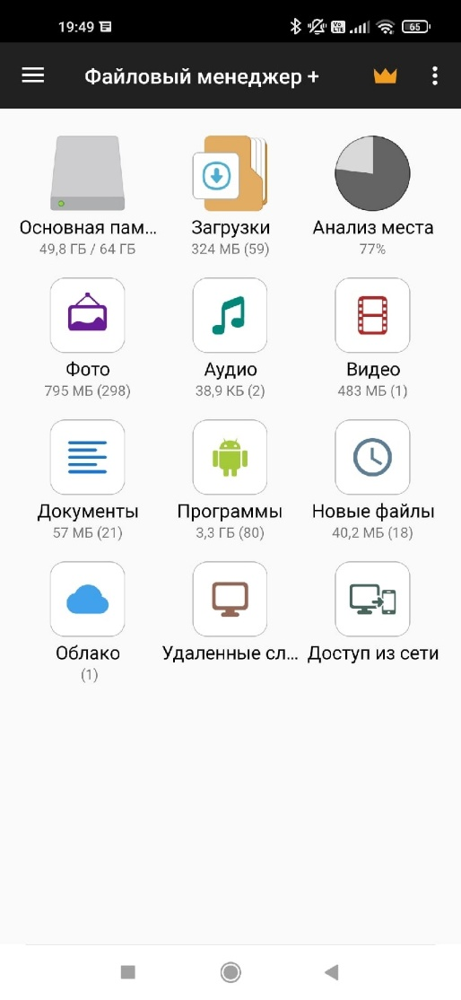 19:49
Vo LTE
65
Файловый менеджер +
Основная пам...
49,8 ГБ / 64 ГБ
Загрузки
324 МБ (59)
Анализ места
77%
Фото
795 МБ (298)
Аудио
38,9 КБ (2)
Видео
483 МБ (1)
Документы
57 МБ (21)
Программы
3,3 ГБ (80)
Новые файлы
40,2 МБ (18)
Облако
(1)
Удаленные сл...
Доступ из сети